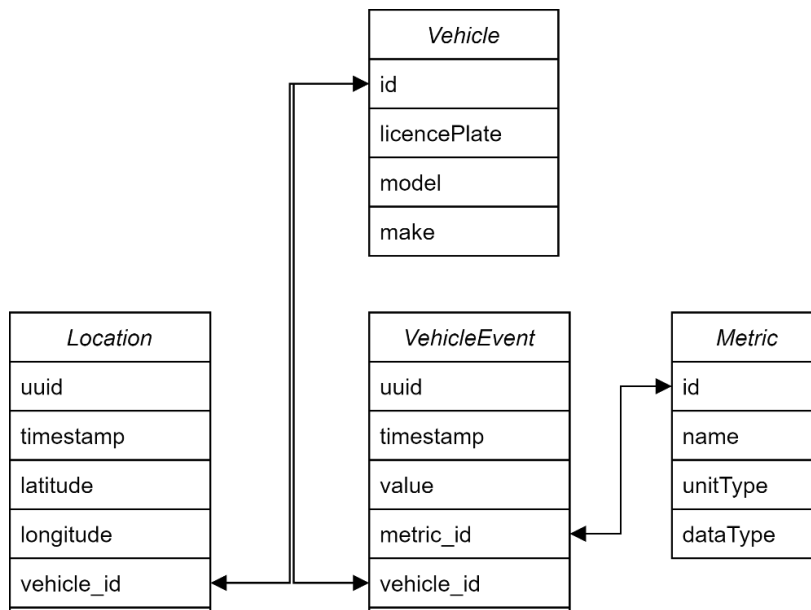 Vehicle
id
licencePlate
model
make
Location
uuid
timestamp
latitude
longitude
vehicle_id
VehicleEvent
uuid
timestamp
value
metric_id
vehicle_id
Metric
id
name
unitType
dataType